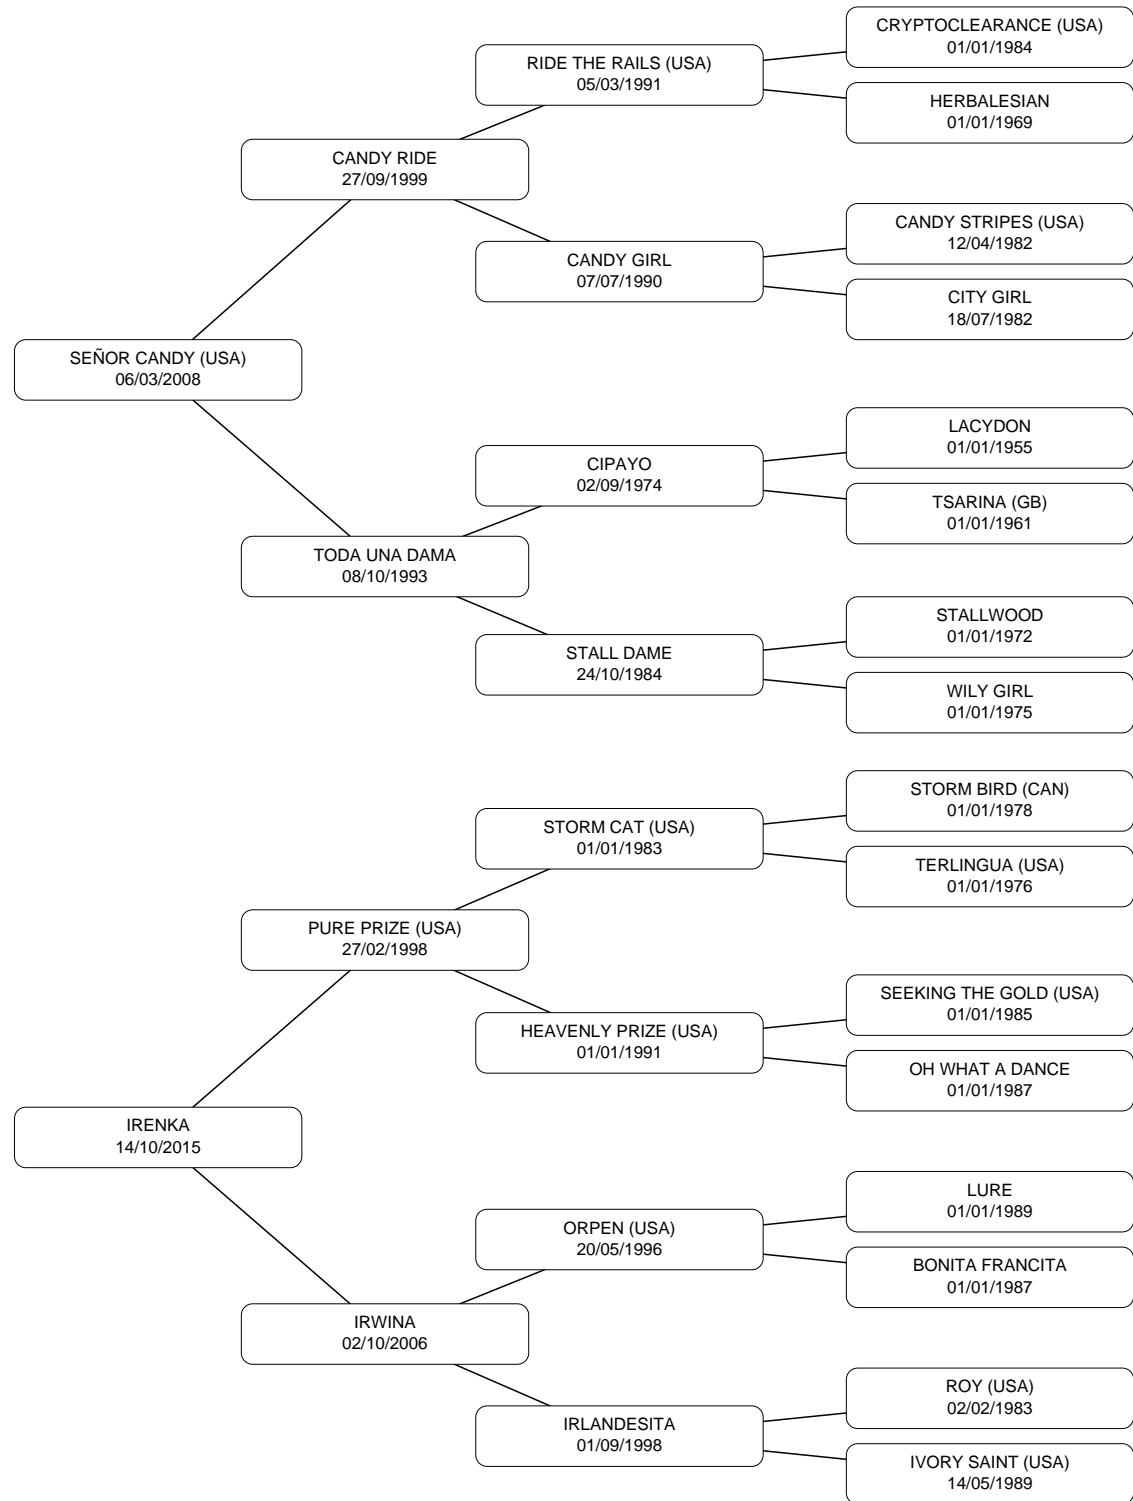 CRYPTOCLEARANCE (USA)
01/01/1984
RIDE THE RAILS (USA)
05/03/1991
HERBALESIAN
01/01/1969
CANDY RIDE
27/09/1999
CANDY STRIPES (USA)
12/04/1982
CANDY GIRL
07/07/1990
CITY GIRL
18/07/1982
SEÑOR CANDY (USA)
06/03/2008
LACYDON
01/01/1955
CIPAYO
02/09/1974
TSARINA (GB)
01/01/1961
TODA UNA DAMA
08/10/1993
STALLWOOD
01/01/1972
STALL DAME
24/10/1984
WILY GIRL
01/01/1975
STORM BIRD (CAN)
01/01/1978
STORM CAT (USA)
01/01/1983
TERLINGUA (USA)
01/01/1976
PURE PRIZE (USA)
27/02/1998
SEEKING THE GOLD (USA)
01/01/1985
HEAVENLY PRIZE (USA)
01/01/1991
OH WHAT A DANCE
01/01/1987
IRENKA
14/10/2015
LURE
01/01/1989
ORPEN (USA)
20/05/1996
BONITA FRANCITA
01/01/1987
IRWINA
02/10/2006
ROY (USA)
02/02/1983
IRLANDESITA
01/09/1998
IVORY SAINT (USA)
14/05/1989